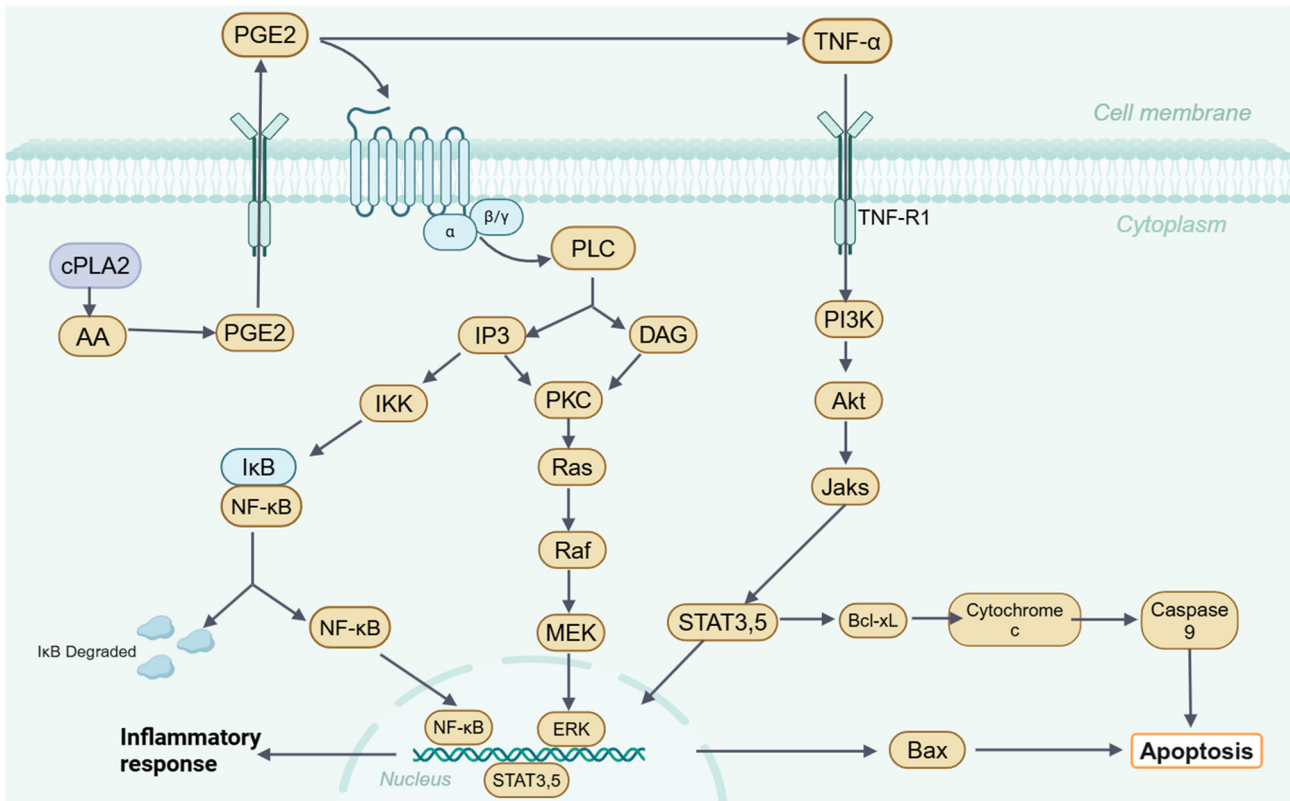 PGE2
TNF-α
Cell membrane
TNF-R1
Cytoplasm
α
β/γ
PLC
cPLA2
AA
PGE2
IP3
DAG
PI3K
IKK
PKC
Akt
IκB
NF-κB
Ras
Jaks
Raf
IκB Degraded
NF-κB
MEK
STAT3,5
Bcl-xL
Cytochrome
c
Caspase
9
NF-κB
ERK
Inflammatory
response
Nucleus
STAT3,5
Bax
Apoptosis